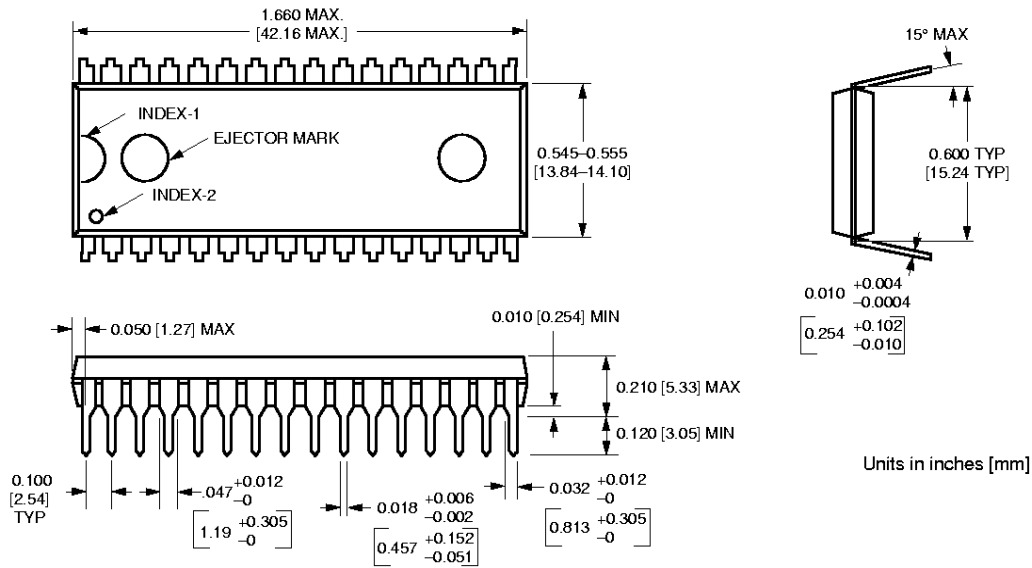 1.660 MAX.
[42.16 MAX.]
15° MAX
INDEX-1
EJECTOR MARK
0.545–0.555
[13.84–14.10]
0.600 TYP
[15.24 TYP]
INDEX-2
0.010 +0.004
–0.0004
0.254 +0.102
–0.010
0.050 [1.27] MAX
0.010 [0.254] MIN
0.210 [5.33] MAX
0.120 [3.05] MIN
Units in inches [mm]
0.100
[2.54]
TYP
.047 +0.012
–0
1.19 +0.305
–0
0.018 +0.006
–0.002
0.457 +0.152
–0.051
0.032 +0.012
–0
0.813 +0.305
–0